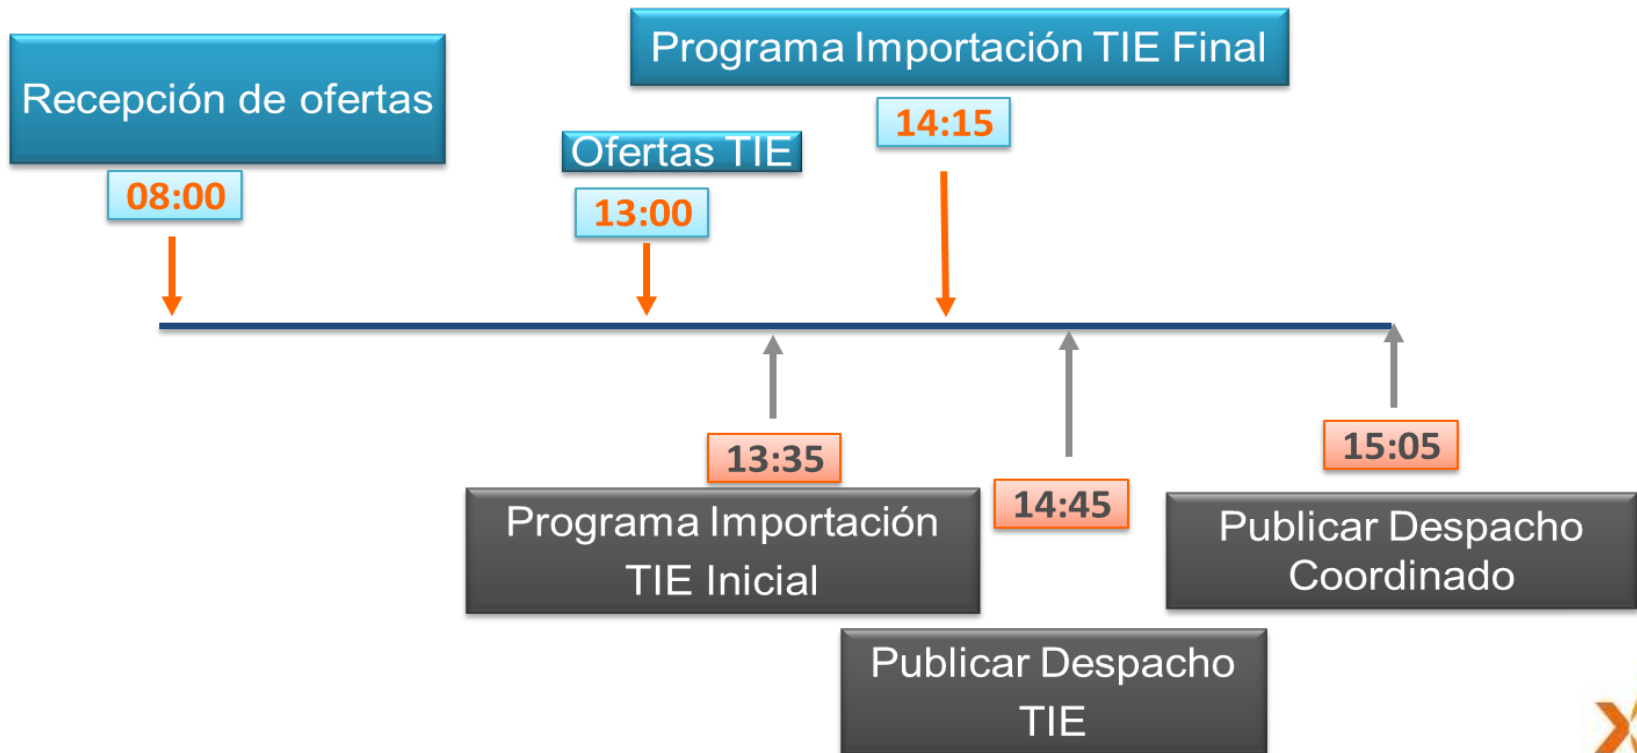 Programa Importación TIE Final
Recepción de ofertas
14:15
Ofertas TIE
08:00
13:00
13:35
15:05
14:45
Programa Importación
TIE Inicial
Publicar Despacho
Coordinado
Publicar Despacho
TIE